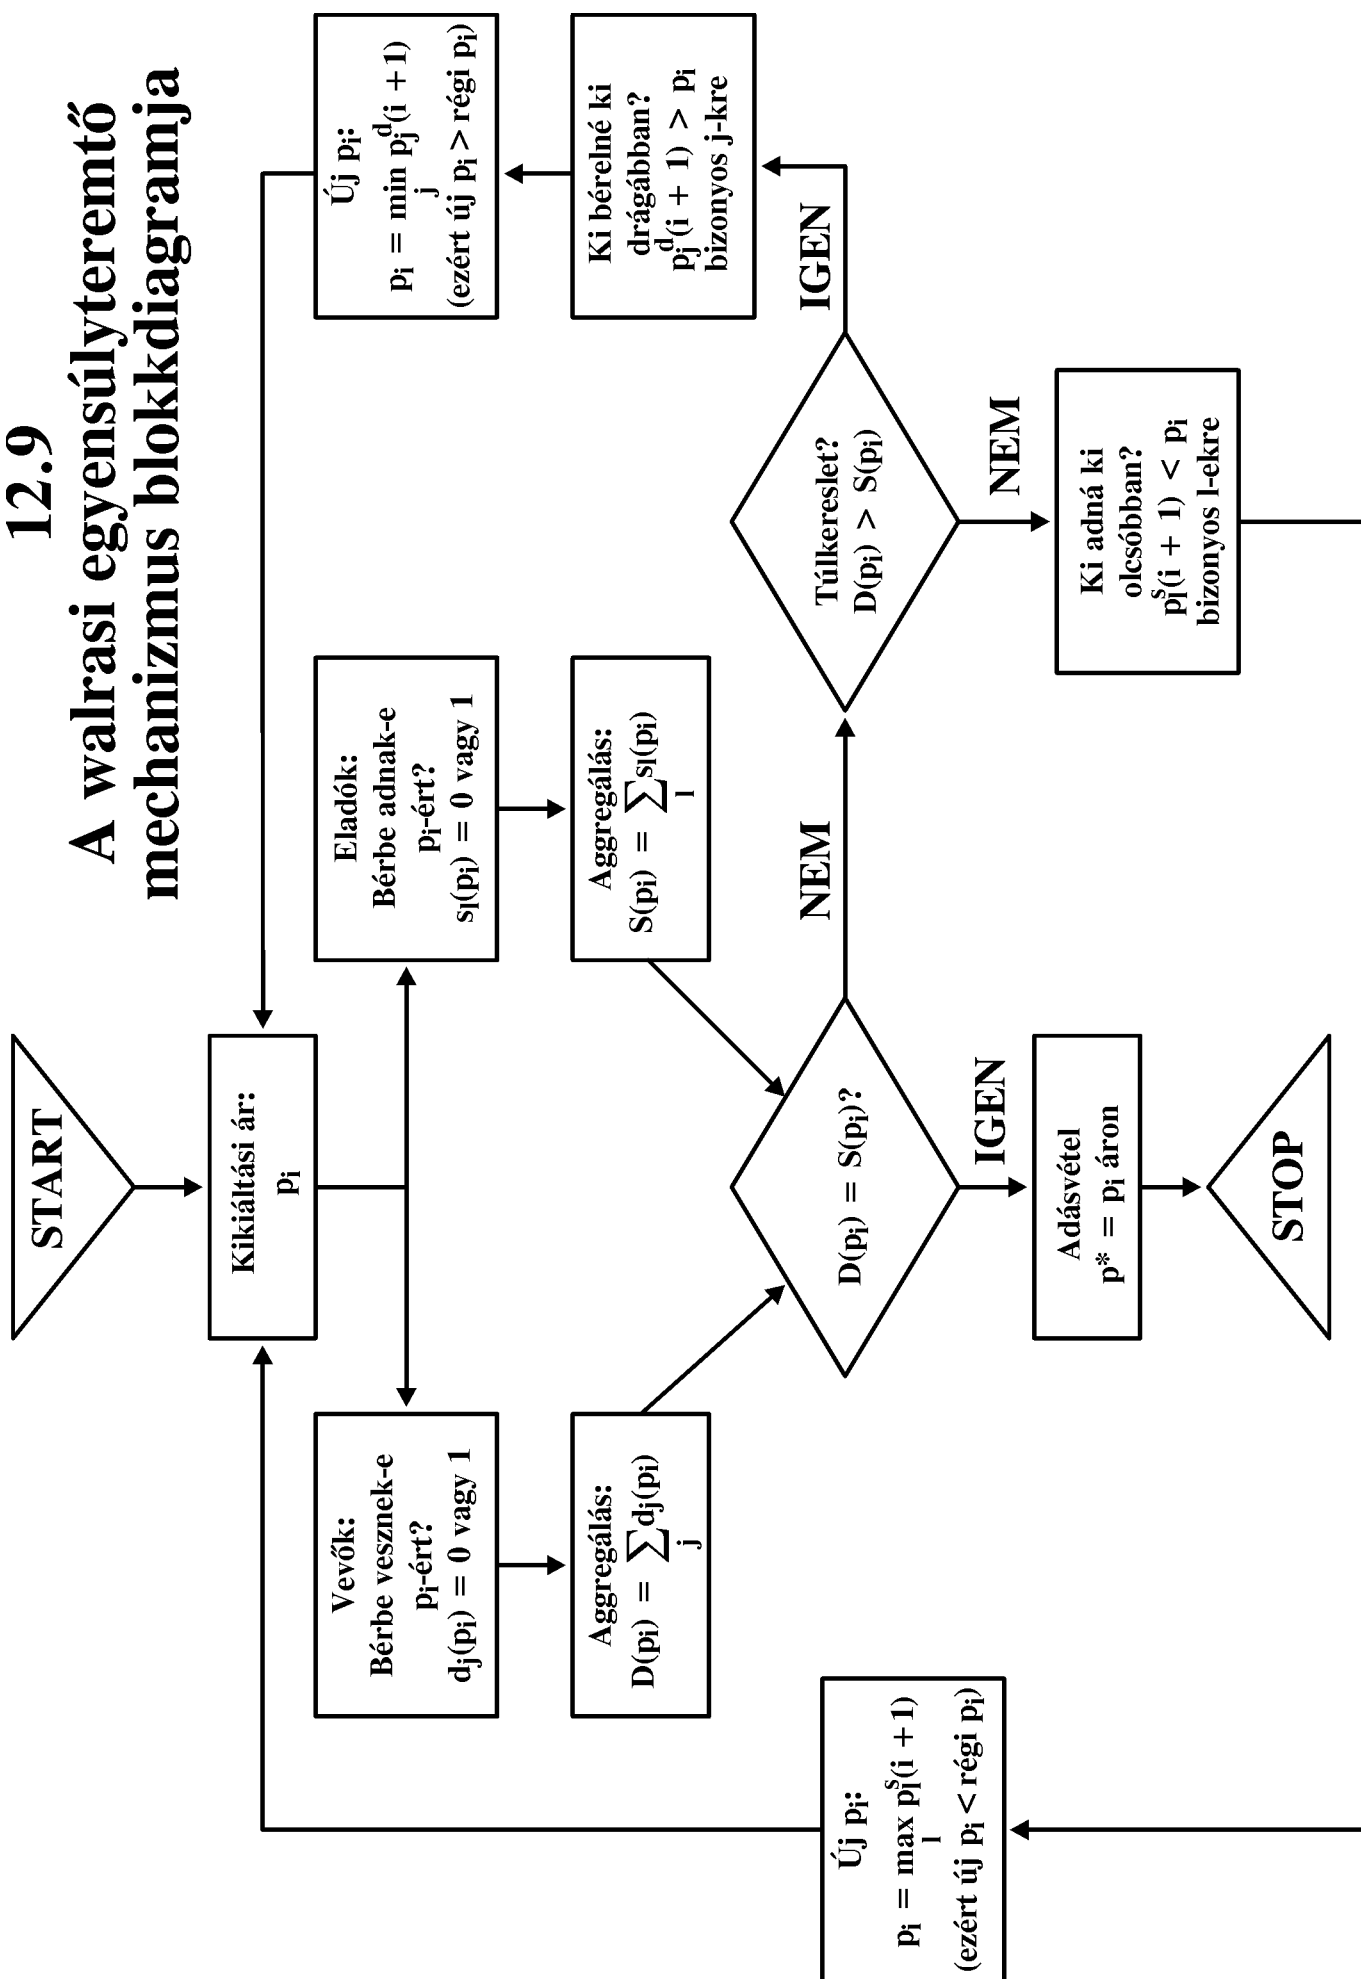 12.9
A walrasi egyensúlyteremtő
mechanizmus blokkdiagramja
START
Kikiáltási ár:
pi
Vevők:
Bérbe vesznek-e
pi-ért?
dj(pi) = 0 vagy 1
Eladók:
Bérbe adnak-e
pi-ért?
sl(pi) = 0 vagy 1
Aggregálás:
D(pi) = ∑dj(pi)
j
Aggregálás:
S(pi) = ∑sl(pi)
l
D(pi) = S(pi)?
IGEN
Adásvétel
p* = pi áron
STOP
NEM
Túlkereslet?
D(pi) > S(pi)
IGEN
Ki bérelné ki
drágábban?
pjd(i + 1) > pi
bizonyos j-kre
Új pi:
pi = min pjd(i + 1)
j
(ezért új pi > régi pi)
NEM
Ki adná ki
olcsóbban?
pls(i + 1) < pi
bizonyos l-ekre
Új pi:
pi = max pls(i + 1)
l
(ezért új pi < régi pi)